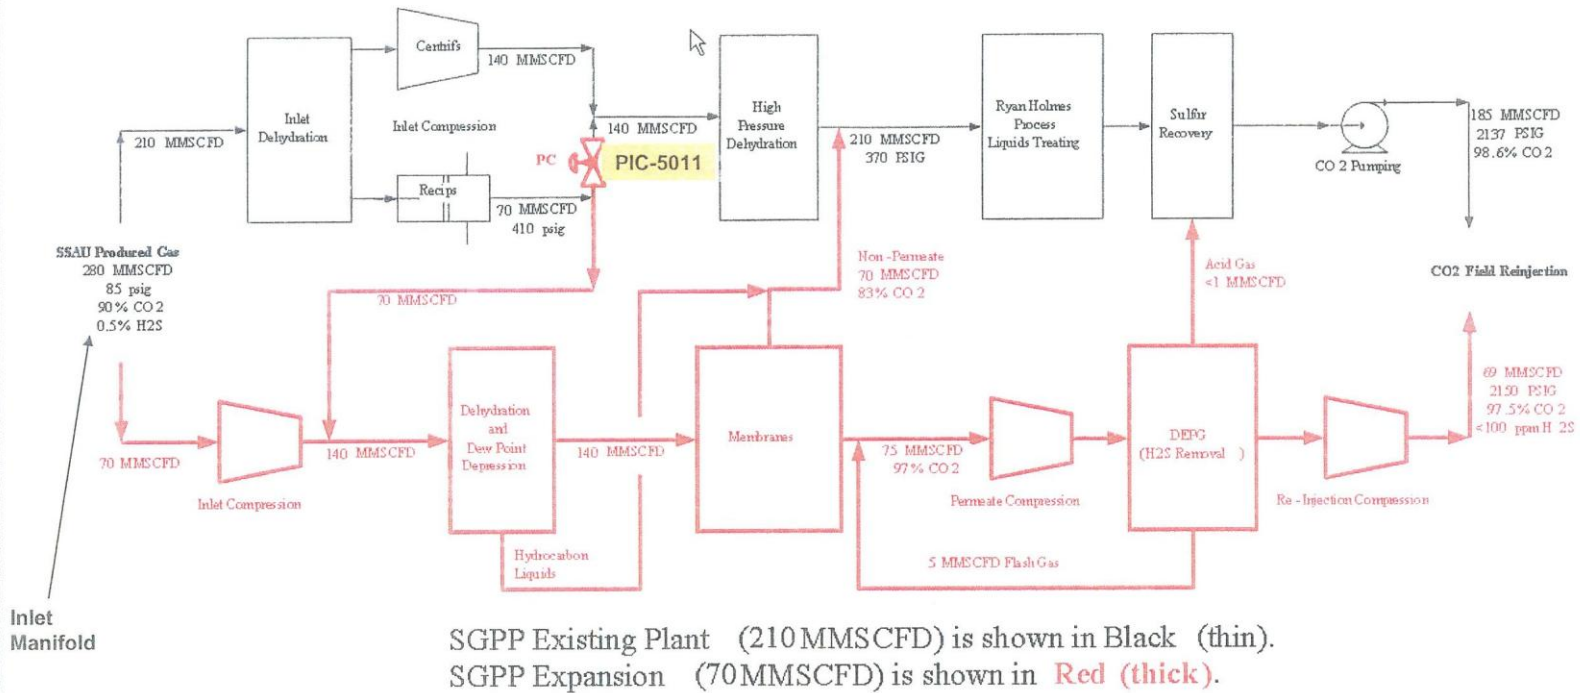 Centrifs
140 MMSCFD
Inlet
Dehydration
210 MMSCFD
Inlet Compression
140 MMSCFD
PC
PIC-5011
Recips
70 MMSCFD
410 psig
High
Pressure
Dehydration
210 MMSCFD
370 PSIG
Ryan Holmes
Process
Liquids Treating
Sulfur
Recovery
CO 2 Pumping
185 MMSCFD
2137 PSIG
98.6% CO 2
SSAU Produced Gas
280 MMSCFD
85 psig
90% CO 2
0.5% H2S
70 MMSCFD
Non -Permeate
70 MMSCFD
83% CO 2
Acid Gas
<1 MMSCFD
CO2 Field Reinjection
70 MMSCFD
Inlet Compression
140 MMSCFD
Dehydration
and
Dew Point
Depression
140 MMSCFD
Hydrocarbon
Liquids
Membranes
75 MMSCFD
97% CO 2
Permeate Compression
DEPG
(H2S Removal )
5 MMSCFD Flash Gas
Re - Injection Compression
69 MMSCFD
2150 PSIG
97.5% CO 2
<100 ppm H 2S
Inlet
Manifold
SGPP Existing Plant (210 MMSCFD) is shown in Black (thin).
SGPP Expansion (70 MMSCFD) is shown in Red (thick).